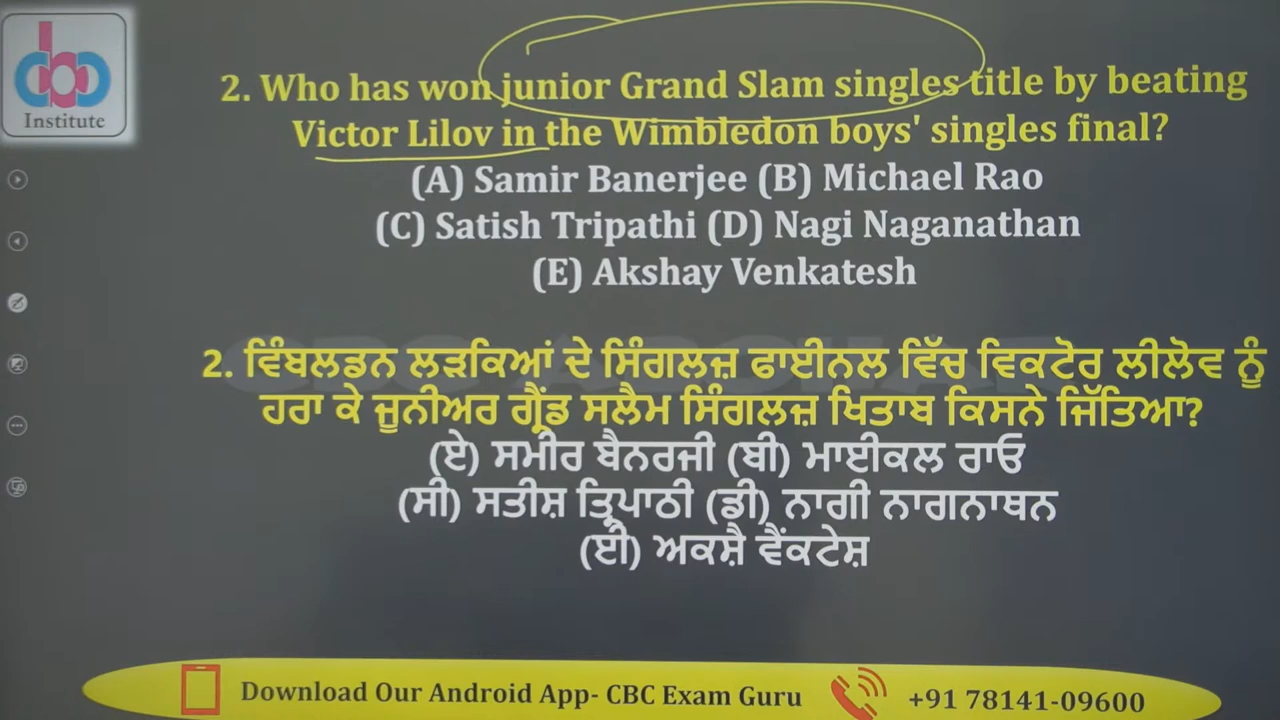 Institute
2. Who has won junior Grand Slam singles title by beating
Victor Lilov in the Wimbledon boys' singles final?
(A) Samir Banerjee (B) Michael Rao
(C) Satish Tripathi (D) Nagi Naganathan
(E) Akshay Venkatesh
2. ਵਿੰਬਲਡਨ ਲੜਕਿਆਂ ਦੇ ਸਿੰਗਲਜ਼ ਫਾਈਨਲ ਵਿੱਚ ਵਿਕਟੋਰ ਲੀਲੋਵ ਨੂੰ
ਹਰਾ ਕੇ ਜੂਨੀਅਰ ਗ੍ਰੈਂਡ ਸਲੈਮ ਸਿੰਗਲਜ਼ ਖਿਤਾਬ ਕਿਸਨੇ ਜਿੱਤਿਆ?
(ਏ) ਸਮੀਰ ਬੈਨਰਜੀ (ਬੀ) ਮਾਈਕਲ ਰਾਓ
(ਸੀ) ਸਤੀਸ਼ ਤ੍ਰਿਪਾਠੀ (ਡੀ) ਨਾਗੀ ਨਾਗਨਾਥਨ
(ਈ) ਅਕਸ਼ੈ ਵੈਂਕਟੇਸ਼
Download Our Android App- CBC Exam Guru
+91 78141-09600